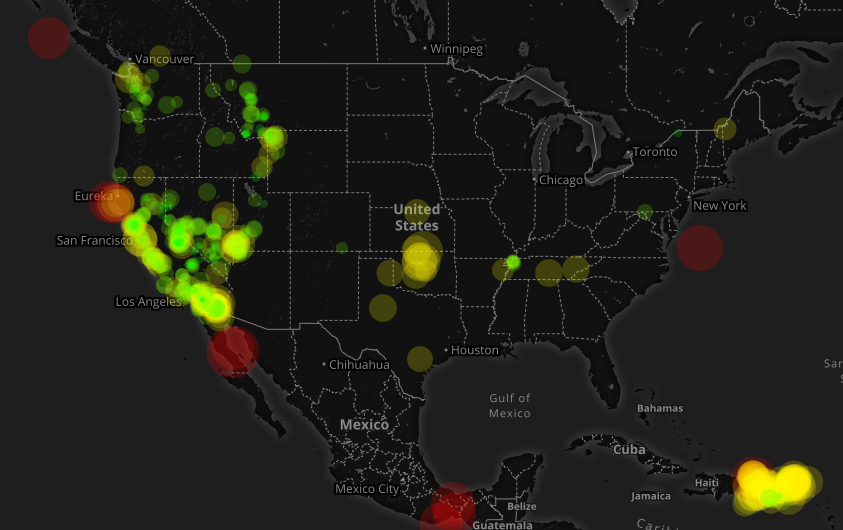 Winnipeg
Vancouver
Toronto
Chicago
Eureka
New York
United
States
San Francisco
Los Angeles
Houston
Chihuahua
Gulf of
Mexico
Bahamas
Mexico
Cuba
Haiti
Mexico City
Jamaica
Belize
Guatemala